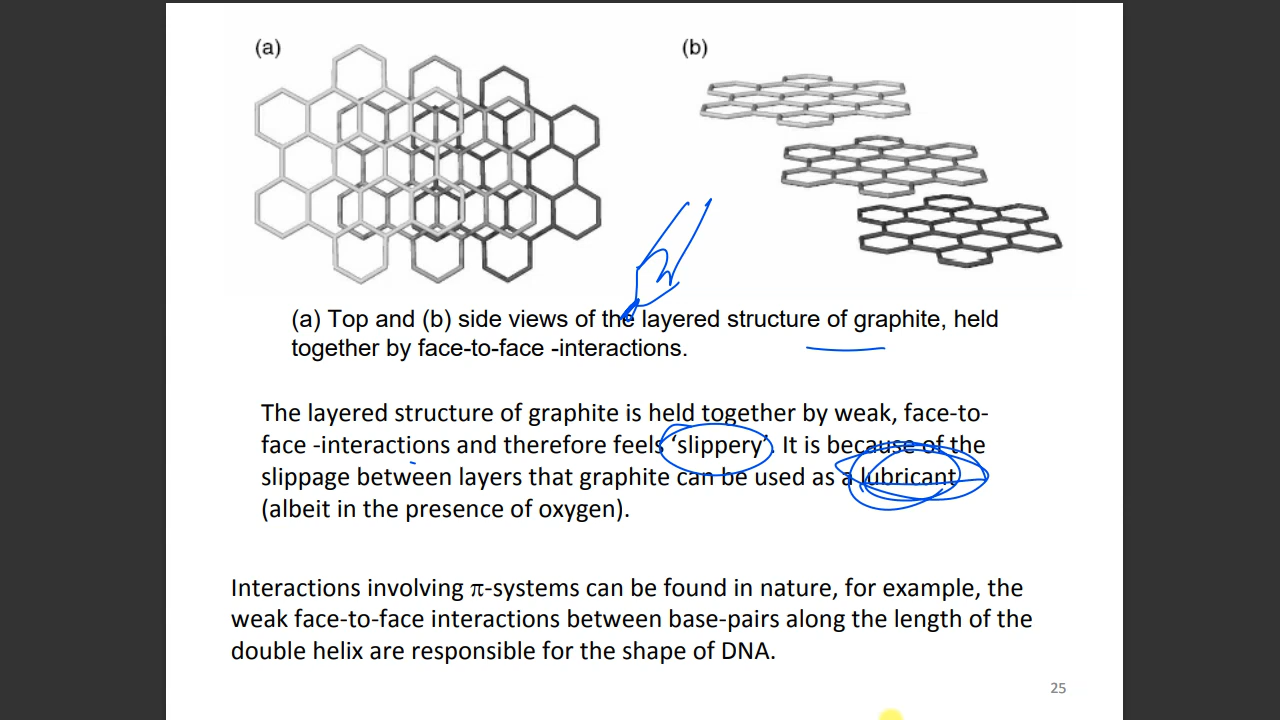 (a)
(b)
(a) Top and (b) side views of the layered structure of graphite, held
together by face-to-face -interactions.
The layered structure of graphite is held together by weak, face-to-
face -interactions and therefore feels ‘slippery’. It is because of the
slippage between layers that graphite can be used as a lubricant
(albeit in the presence of oxygen).
Interactions involving π-systems can be found in nature, for example, the
weak face-to-face interactions between base-pairs along the length of the
double helix are responsible for the shape of DNA.
25